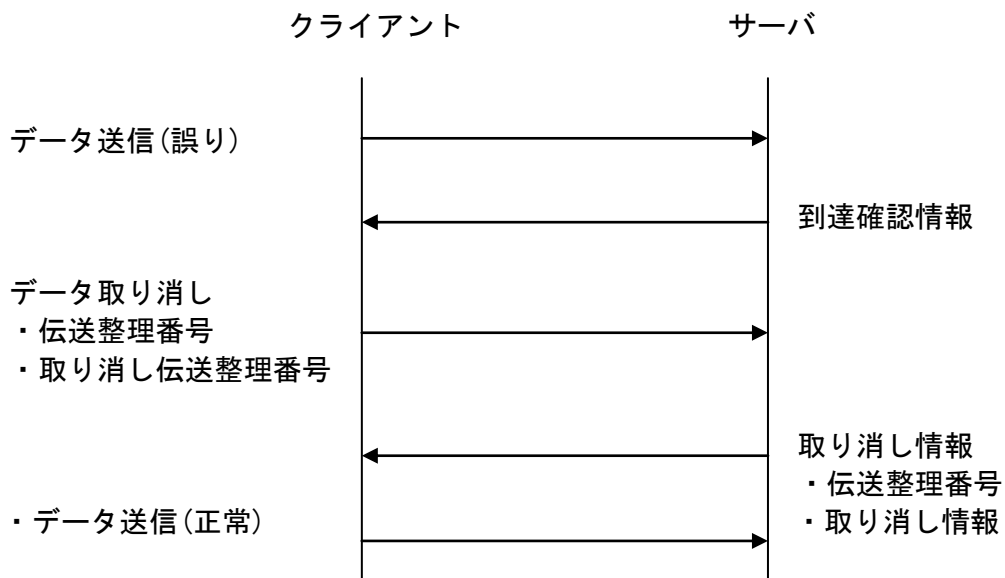 クライアント
サーバ
データ送信(誤り)
到達確認情報
データ取り消し
・伝送整理番号
・取り消し伝送整理番号
取り消し情報
・伝送整理番号
・取り消し情報
・データ送信(正常)